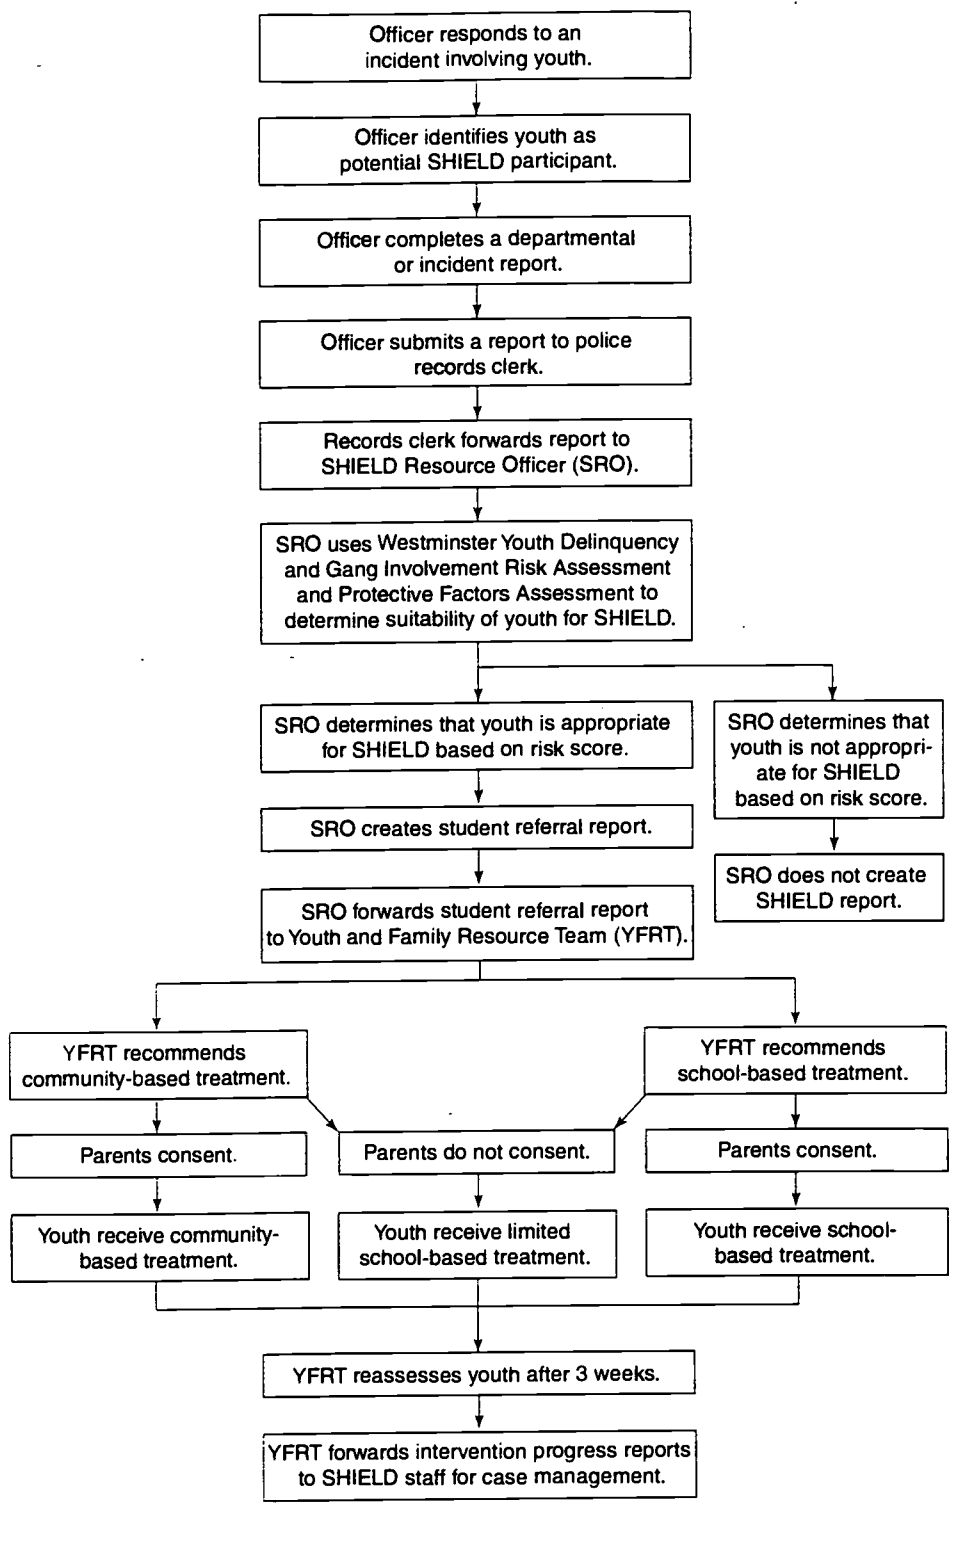 Officer responds to an
incident involving youth.
Officer identifies youth as
potential SHIELD participant.
Officer completes a departmental
or incident report.
Officer submits a report to police
records clerk.
Records clerk forwards report to
SHIELD Resource Officer (SRO).
SRO uses Westminster Youth Delinquency
and Gang Involvement Risk Assessment
and Protective Factors Assessment to
determine suitability of youth for SHIELD.
SRO determines that youth is appropriate
for SHIELD based on risk score.
SRO determines that
youth is not appropri-
ate for SHIELD
based on risk score.
SRO creates student referral report.
SRO does not create
SHIELD report.
SRO forwards student referral report
to Youth and Family Resource Team (YFRT).
YFRT recommends
community-based treatment.
YFRT recommends
school-based treatment.
Parents consent.
Parents do not consent.
Parents consent.
Youth receive community-
based treatment.
Youth receive limited
school-based treatment.
Youth receive school-
based treatment.
YFRT reassesses youth after 3 weeks.
YFRT forwards intervention progress reports
to SHIELD staff for case management.